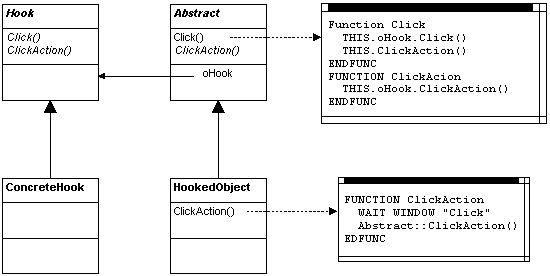 Hook
Click()
ClickAction()
Abstract
Click()
ClickAction()
oHook
Function Click
THIS.oHook.Click()
THIS.ClickAction()
ENDFUNC
FUNCTION ClickAcion
THIS.oHook.ClickAction()
ENDFUNC
ConcreteHook
HookedObject
ClickAction()
FUNCTION ClickAction
WAIT WINDOW "Click"
Abstract::ClickAction()
EDFUNC